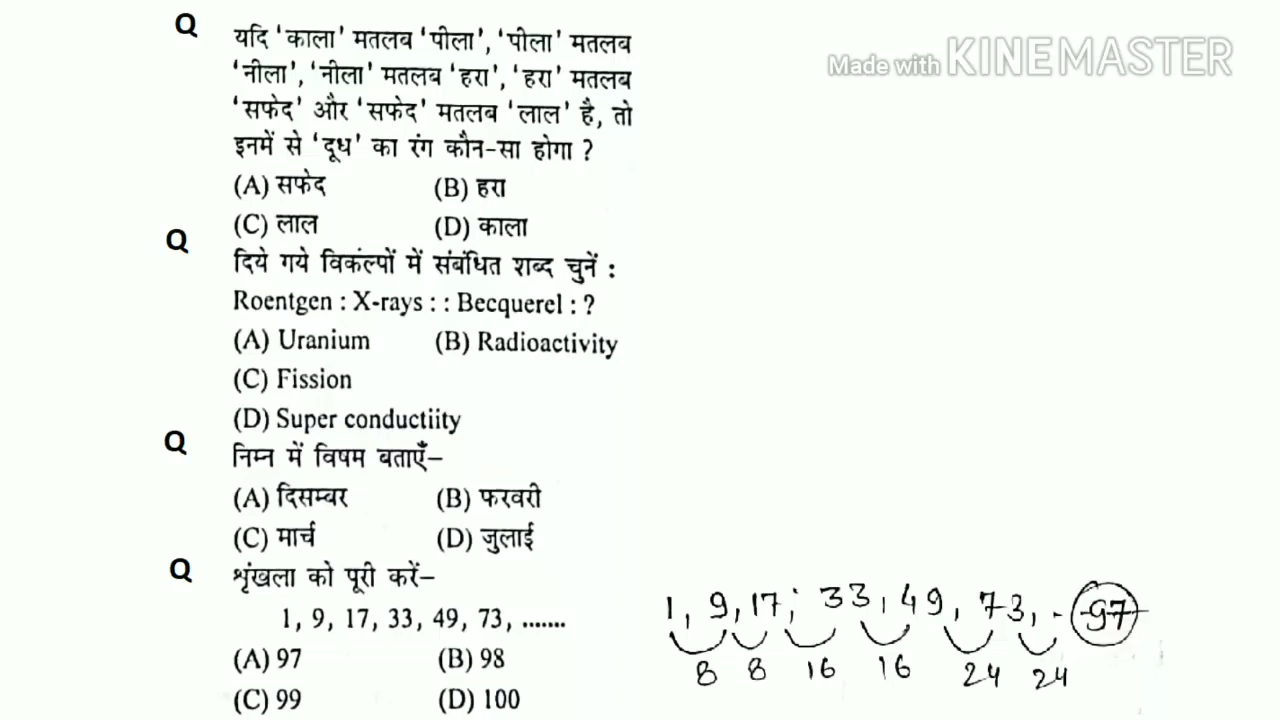 Made with KINEMASTER
Q
यदि ‘काला’ मतलब ‘पीला’, ‘पीला’ मतलब
‘नीला’, ‘नीला’ मतलब ‘हरा’, ‘हरा’ मतलब
‘सफेद’ और ‘सफेद’ मतलब ‘लाल’ है, तो
इनमें से ‘दूध’ का रंग कौन-सा होगा ?
(A) सफेद (B) हरा
(C) लाल (D) काला
Q
दिये गये विकंल्पों में संबंधित शब्द चुनें :
Roentgen : X-rays : : Becquerel : ?
(A) Uranium (B) Radioactivity
(C) Fission
(D) Super conductiity
Q
निम्न में विषम बताएँ–
(A) दिसम्बर (B) फरवरी
(C) मार्च (D) जुलाई
Q
शृंखला को पूरी करें–
1, 9, 17, 33, 49, 73, .......
(A) 97 (B) 98
(C) 99 (D) 100
1, 9, 17, 33, 49, 73, - 97
8 8 16 16 24 24